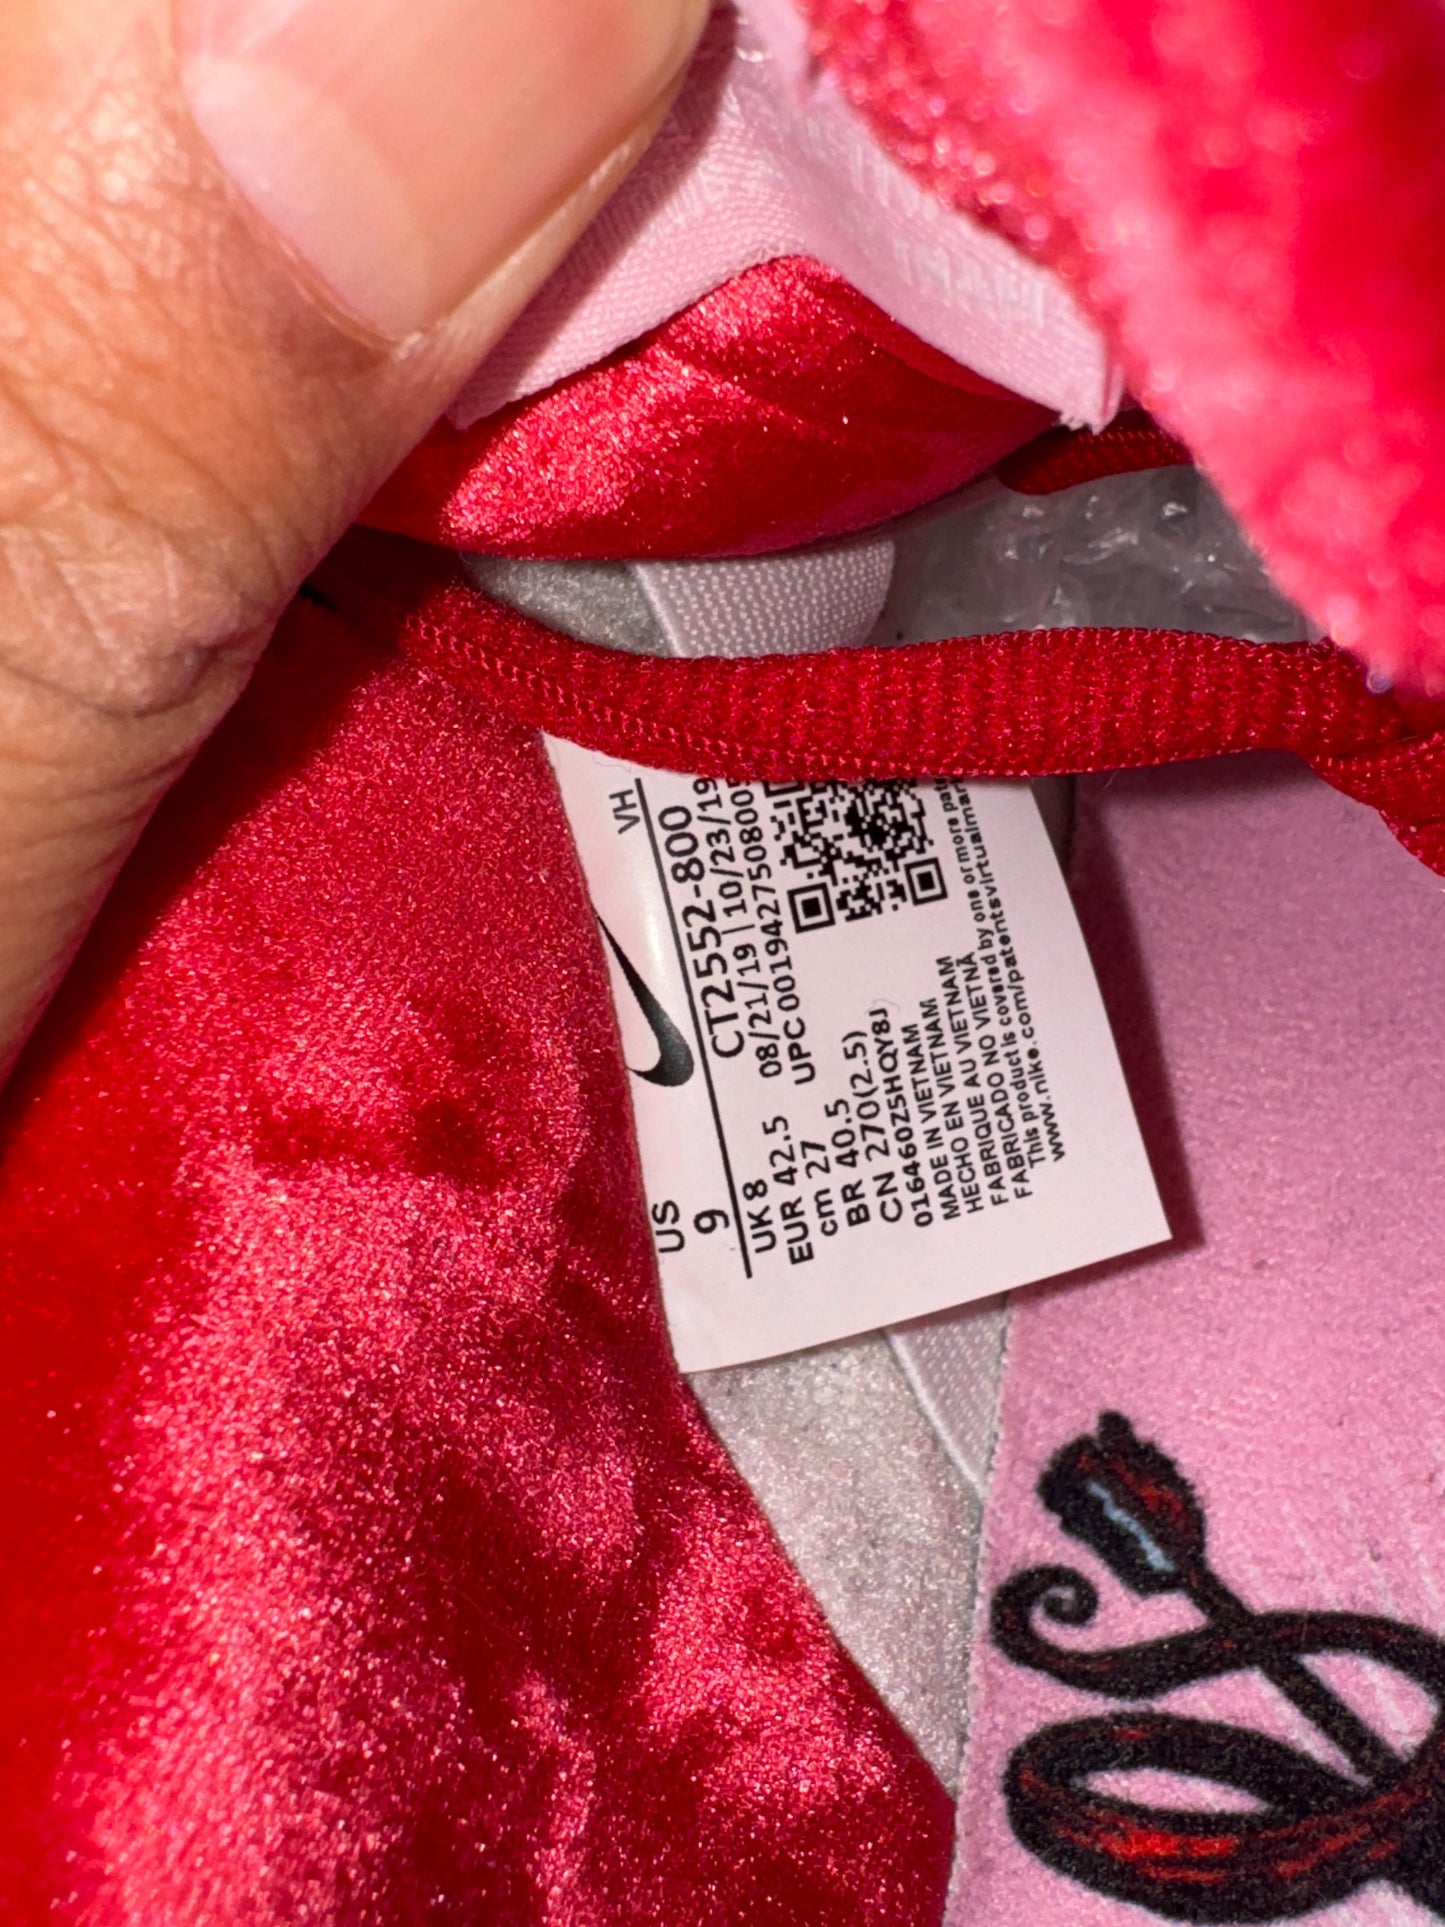 US
9
VH
CT2552-800
UK 8
08/21/19 | 10/23/19
EUR 42.5
UPC 00194275080
cm 27
BR 40.5
CN 270(2.5)
016460Z5HQY8J
MADE IN VIETNAM
HECHO EN VIETNAM
FABRIQUE AU VIETNAM
FABRICADO NO VIETNÃ
This product is covered by one or more
www.nike.com/patents